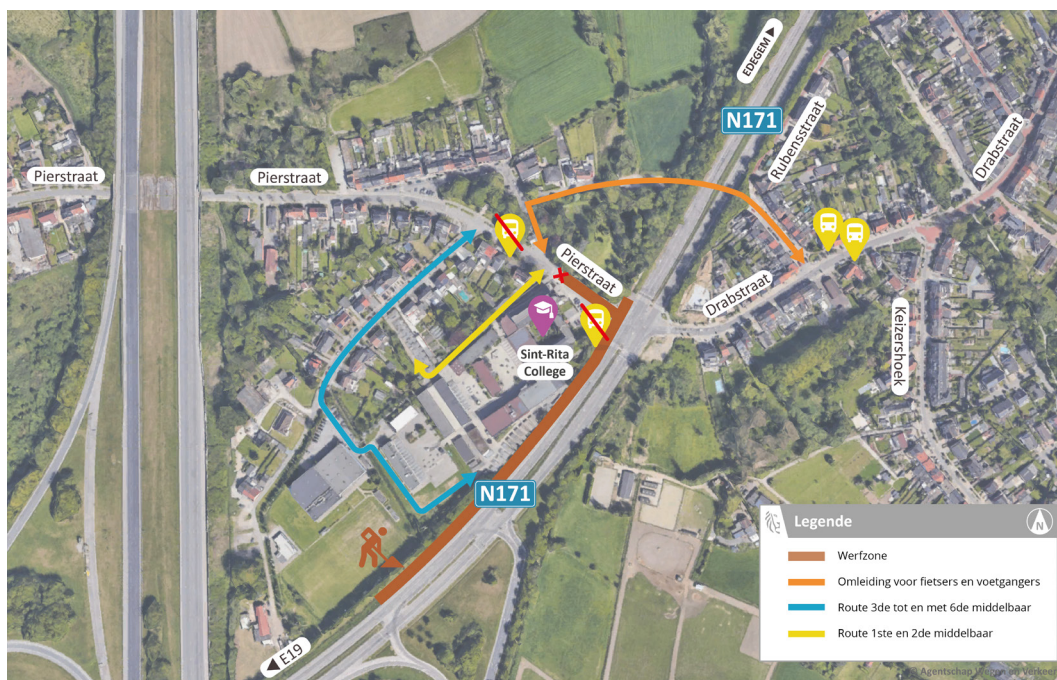 EDEGEM
N171
Rubensstraat
Drabstraat
Pierstraat
Pierstraat
Pierstraat
Drabstraat
Keizershoek
Sint-Rita
College
N171
E19
Legende
N
Werfzone
Omleiding voor fietsers en voetgangers
Route 3de tot en met 6de middelbaar
Route 1ste en 2de middelbaar
© Agentschap Wegen en Verkeer